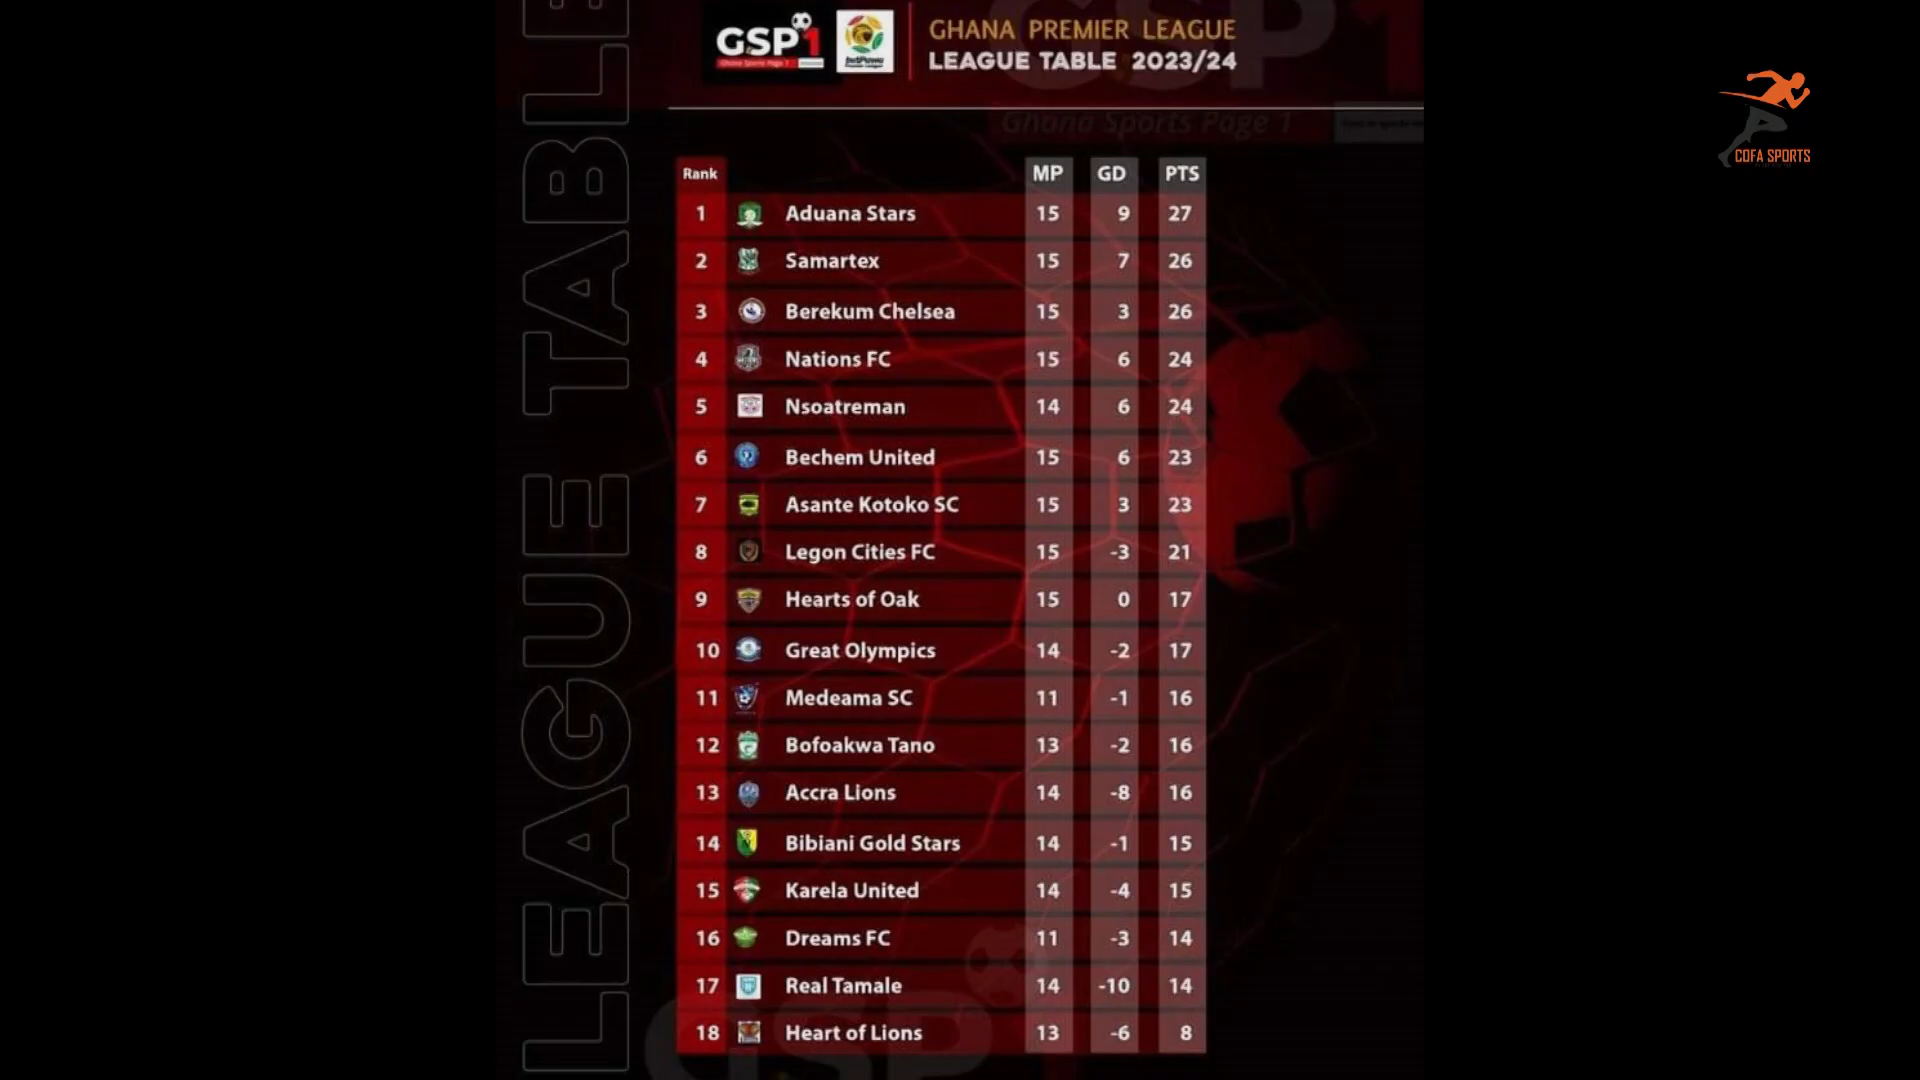 GSP1
Ghana Sports Page 1
betPawa
GHANA PREMIER LEAGUE
LEAGUE TABLE 2023/24
Ghana Sports Page 1
COFA SPORTS
LEAGUE TABLE
Rank MP GD PTS
1 Aduana Stars 15 9 27
2 Samartex 15 7 26
3 Berekum Chelsea 15 3 26
4 Nations FC 15 6 24
5 Nsoatreman 14 6 24
6 Bechem United 15 6 23
7 Asante Kotoko SC 15 3 23
8 Legon Cities FC 15 -3 21
9 Hearts of Oak 15 0 17
10 Great Olympics 14 -2 17
11 Medeama SC 11 -1 16
12 Bofoakwa Tano 13 -2 16
13 Accra Lions 14 -8 16
14 Bibiani Gold Stars 14 -1 15
15 Karela United 14 -4 15
16 Dreams FC 11 -3 14
17 Real Tamale 14 -10 14
18 Heart of Lions 13 -6 8